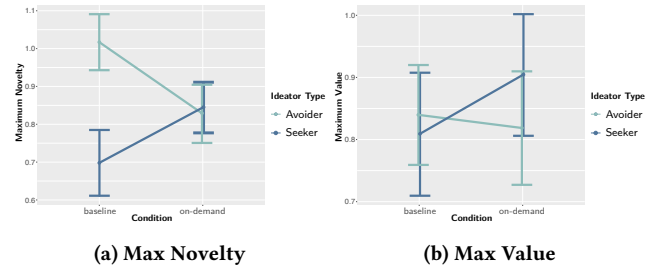 1.1
1.0
0.9
0.8
0.7
0.6
Maximum Novelty
baseline
on-demand
Condition
Ideator Type
Avoider
Seeker
(a) Max Novelty
1.0
0.9
0.8
0.7
Maximum Value
baseline
on-demand
Condition
Ideator Type
Avoider
Seeker
(b) Max Value